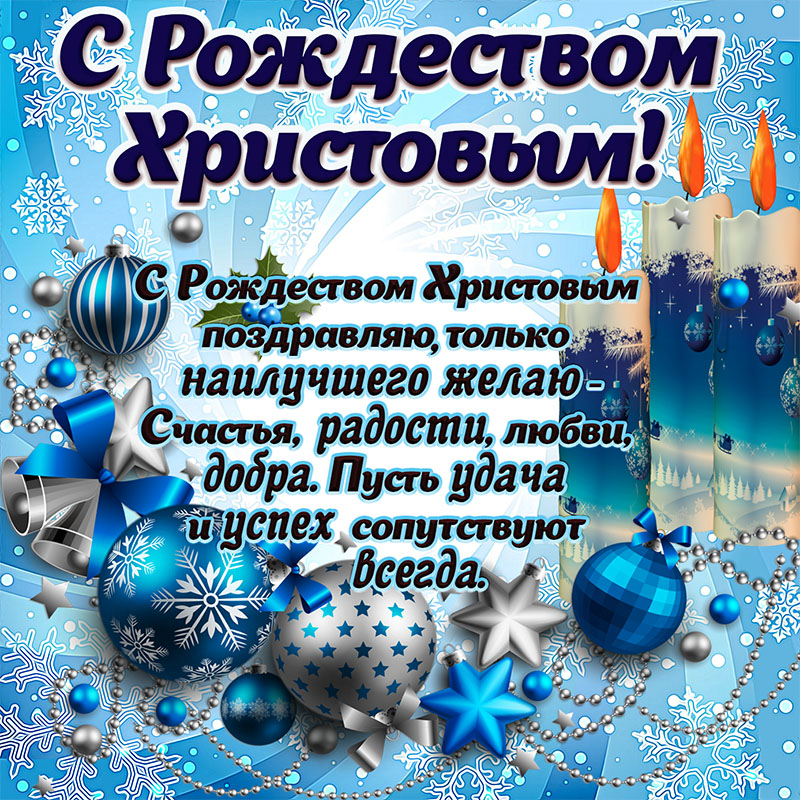 С Рождеством
Христовым!
С Рождеством Христовым
поздравляю, только
наилучшего желаю -
Счастья, радости, любви,
добра. Пусть удача
и успех сопутствуют
всегда.